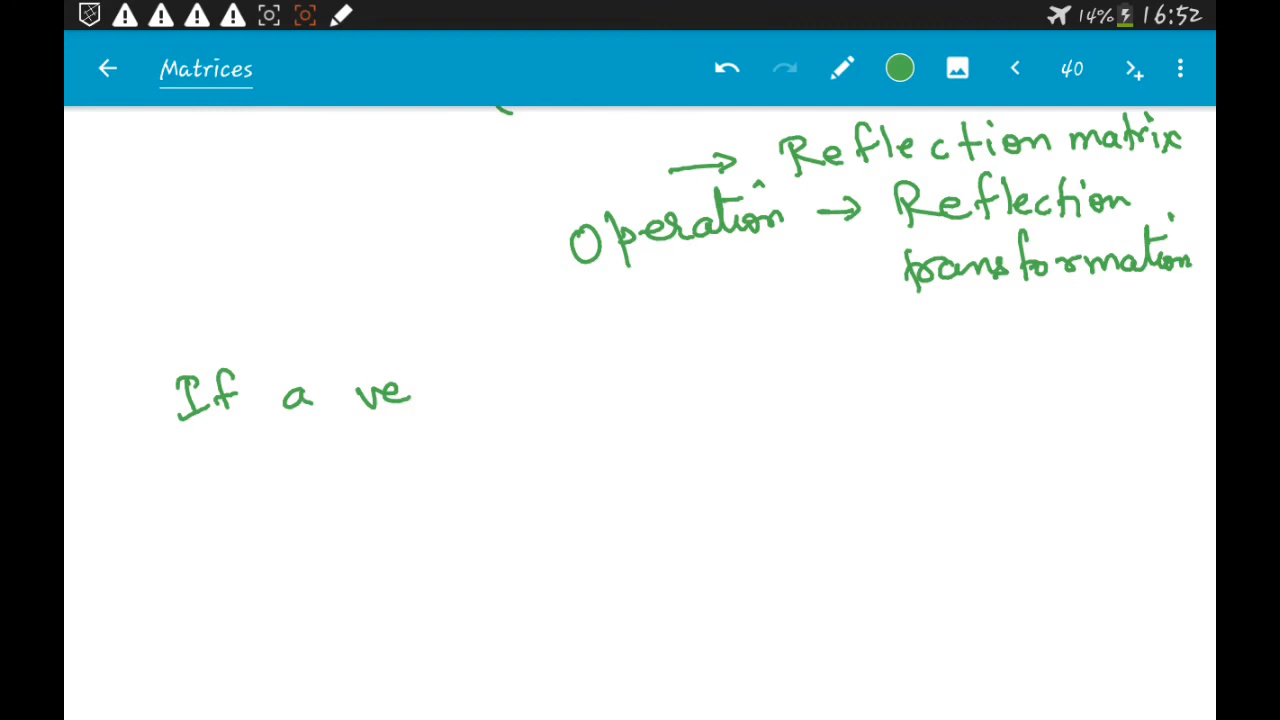 14% 16:52
Matrices 40
→ Reflection matrix
Operation → Reflection
transformation
If a ve